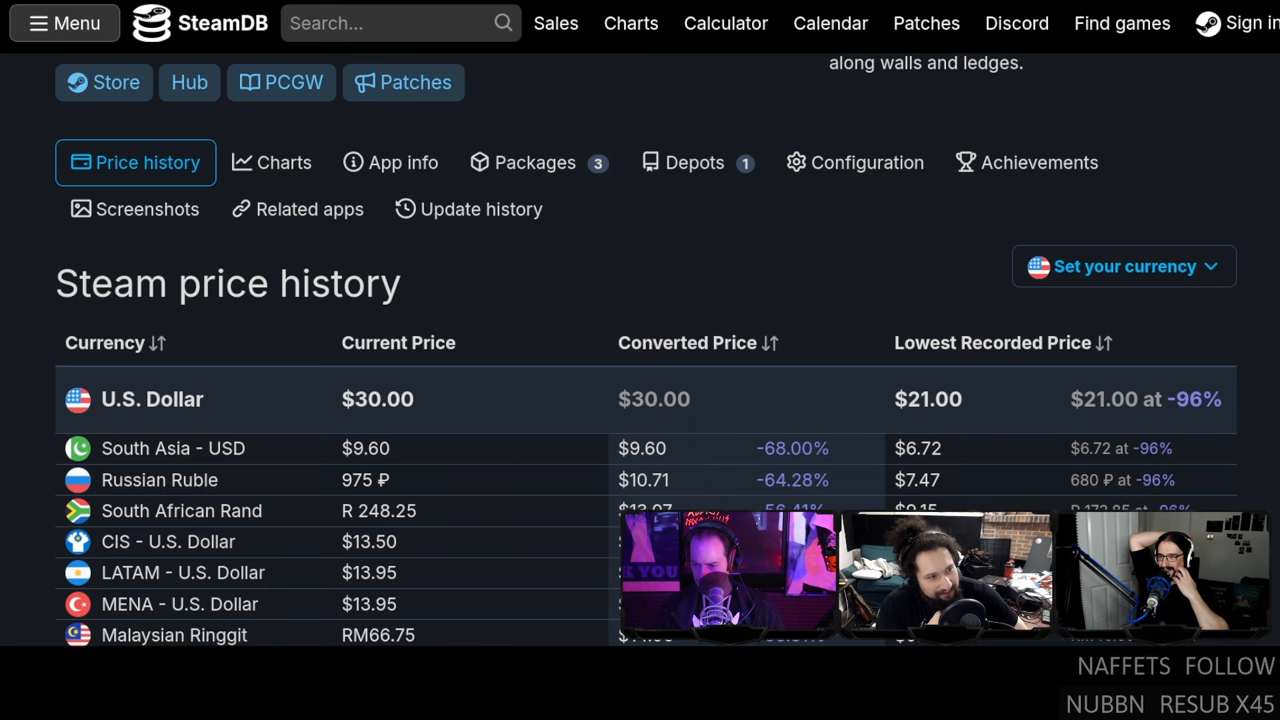 Menu SteamDB Search... Sales Charts Calculator Calendar Patches Discord Find games Sign in
along walls and ledges.
Store Hub PCGW Patches
Price history Charts App info Packages 3 Depots 1 Configuration Achievements
Screenshots Related apps Update history
Steam price history
Set your currency
Currency Current Price Converted Price Lowest Recorded Price
U.S. Dollar $30.00 $30.00 $21.00 $21.00 at -96%
South Asia - USD $9.60 $9.60 -68.00% $6.72 $6.72 at -96%
Russian Ruble 975 ₽ $10.71 -64.28% $7.47 680 ₽ at -96%
South African Rand R 248.25
CIS - U.S. Dollar $13.50
LATAM - U.S. Dollar $13.95
MENA - U.S. Dollar $13.95
Malaysian Ringgit RM66.75
NAFFETS FOLLOW
NUBBN RESUB X45